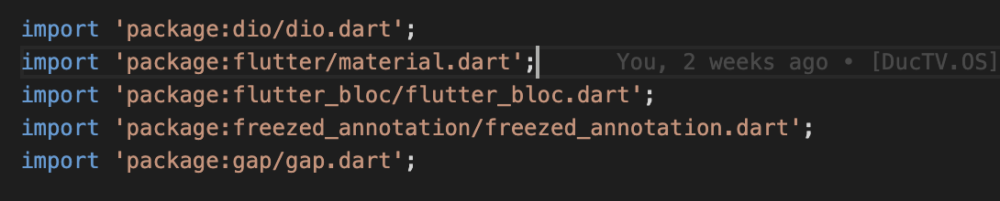 import 'package:dio/dio.dart';
import 'package:flutter/material.dart'; You, 2 weeks ago • [DucTV.OS]
import 'package:flutter_bloc/flutter_bloc.dart';
import 'package:freezed_annotation/freezed_annotation.dart';
import 'package:gap/gap.dart';